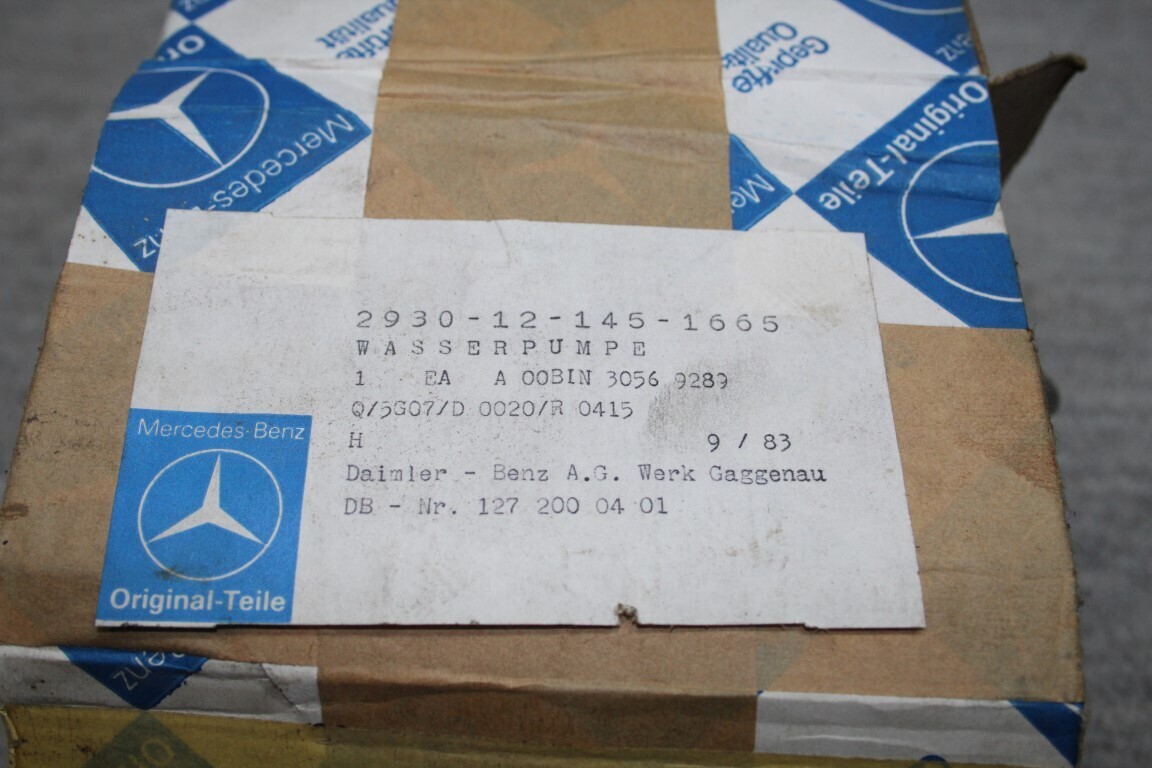 Geprüfte
Qualität
Mercedes-Benz
Original-Teile
Mercedes
2930-12-145-1665
WASSERPUMPE
1 EA A 00BIN 3056 9289
Q/5G07/D 0020/R 0415
H 9 / 83
Daimler - Benz A.G. Werk Gaggenau
DB - Nr. 127 200 04 01
Mercedes-Benz
Original-Teile